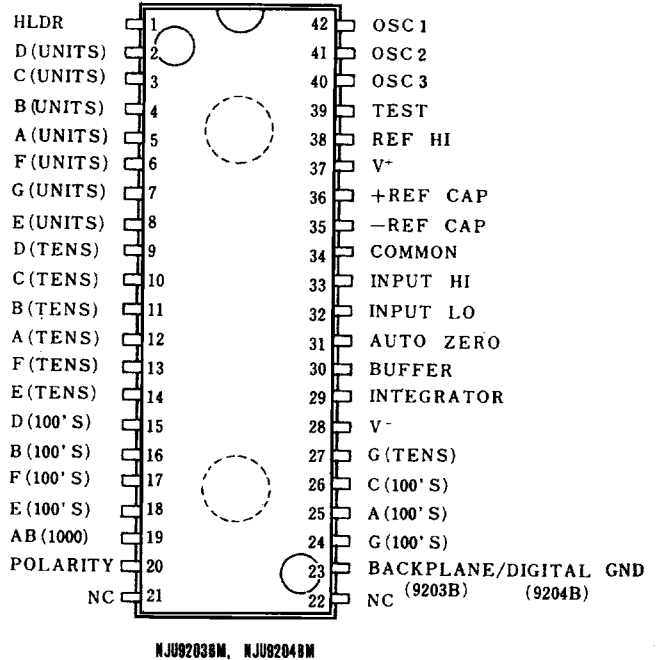 HLDR 1 42 OSC 1
D (UNITS) 2 41 OSC 2
C (UNITS) 3 40 OSC 3
B (UNITS) 4 39 TEST
A (UNITS) 5 38 REF HI
F (UNITS) 6 37 V+
G (UNITS) 7 36 +REF CAP
E (UNITS) 8 35 −REF CAP
D (TENS) 9 34 COMMON
C (TENS) 10 33 INPUT HI
B (TENS) 11 32 INPUT LO
A (TENS) 12 31 AUTO ZERO
F (TENS) 13 30 BUFFER
E (TENS) 14 29 INTEGRATOR
D (100'S) 15 28 V-
B (100'S) 16 27 G (TENS)
F (100'S) 17 26 C (100'S)
E (100'S) 18 25 A (100'S)
AB (1000) 19 24 G (100'S)
POLARITY 20 23 BACKPLANE/DIGITAL GND
NC 21 22 NC (9203B) (9204B)
NJU9203BM, NJU9204BM